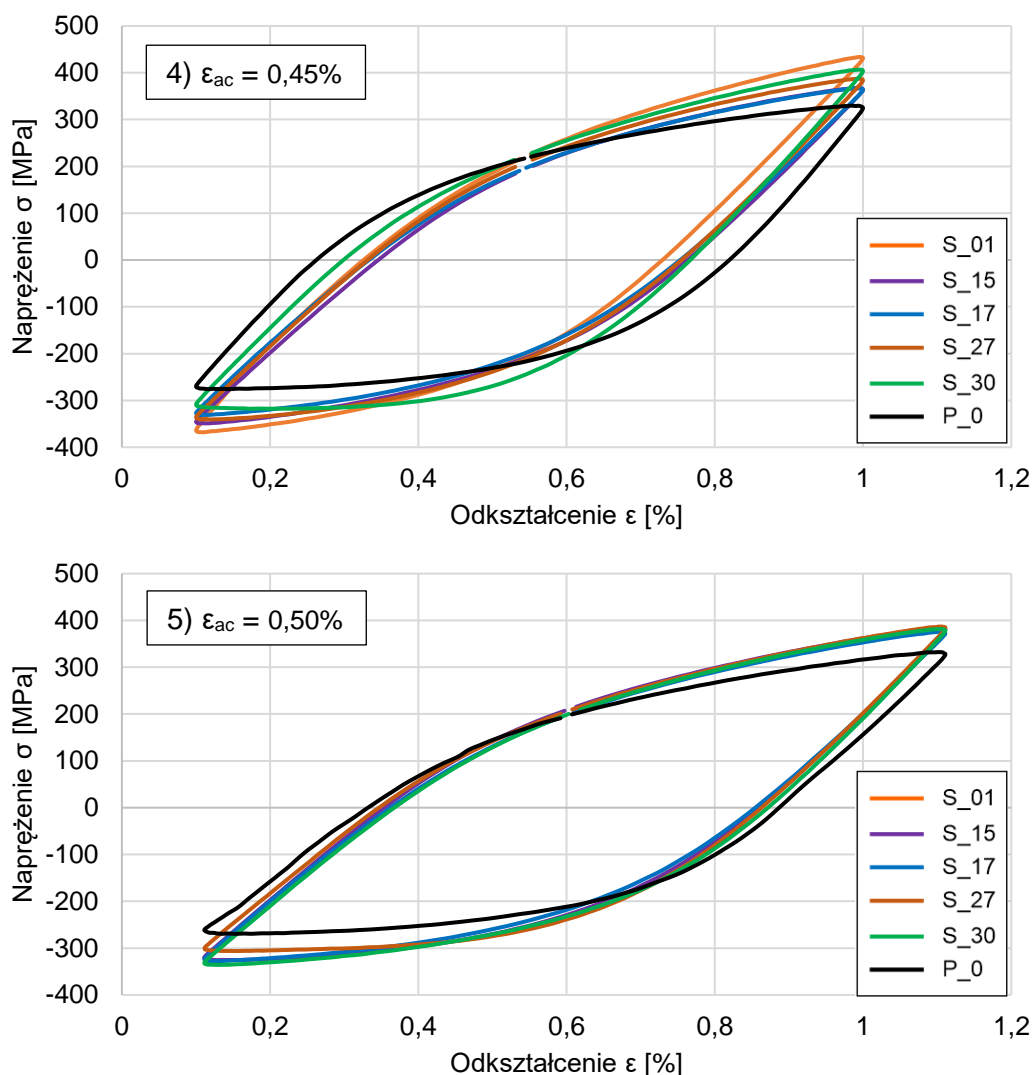 500
400
300
200
100
0
-100
-200
-300
-400
Naprężenie σ [MPa]
4) εac = 0,45%
S_01
S_15
S_17
S_27
S_30
P_0
0 0,2 0,4 0,6 0,8 1 1,2
Odkształcenie ε [%]
500
400
300
200
100
0
-100
-200
-300
-400
Naprężenie σ [MPa]
5) εac = 0,50%
S_01
S_15
S_17
S_27
S_30
P_0
0 0,2 0,4 0,6 0,8 1 1,2
Odkształcenie ε [%]